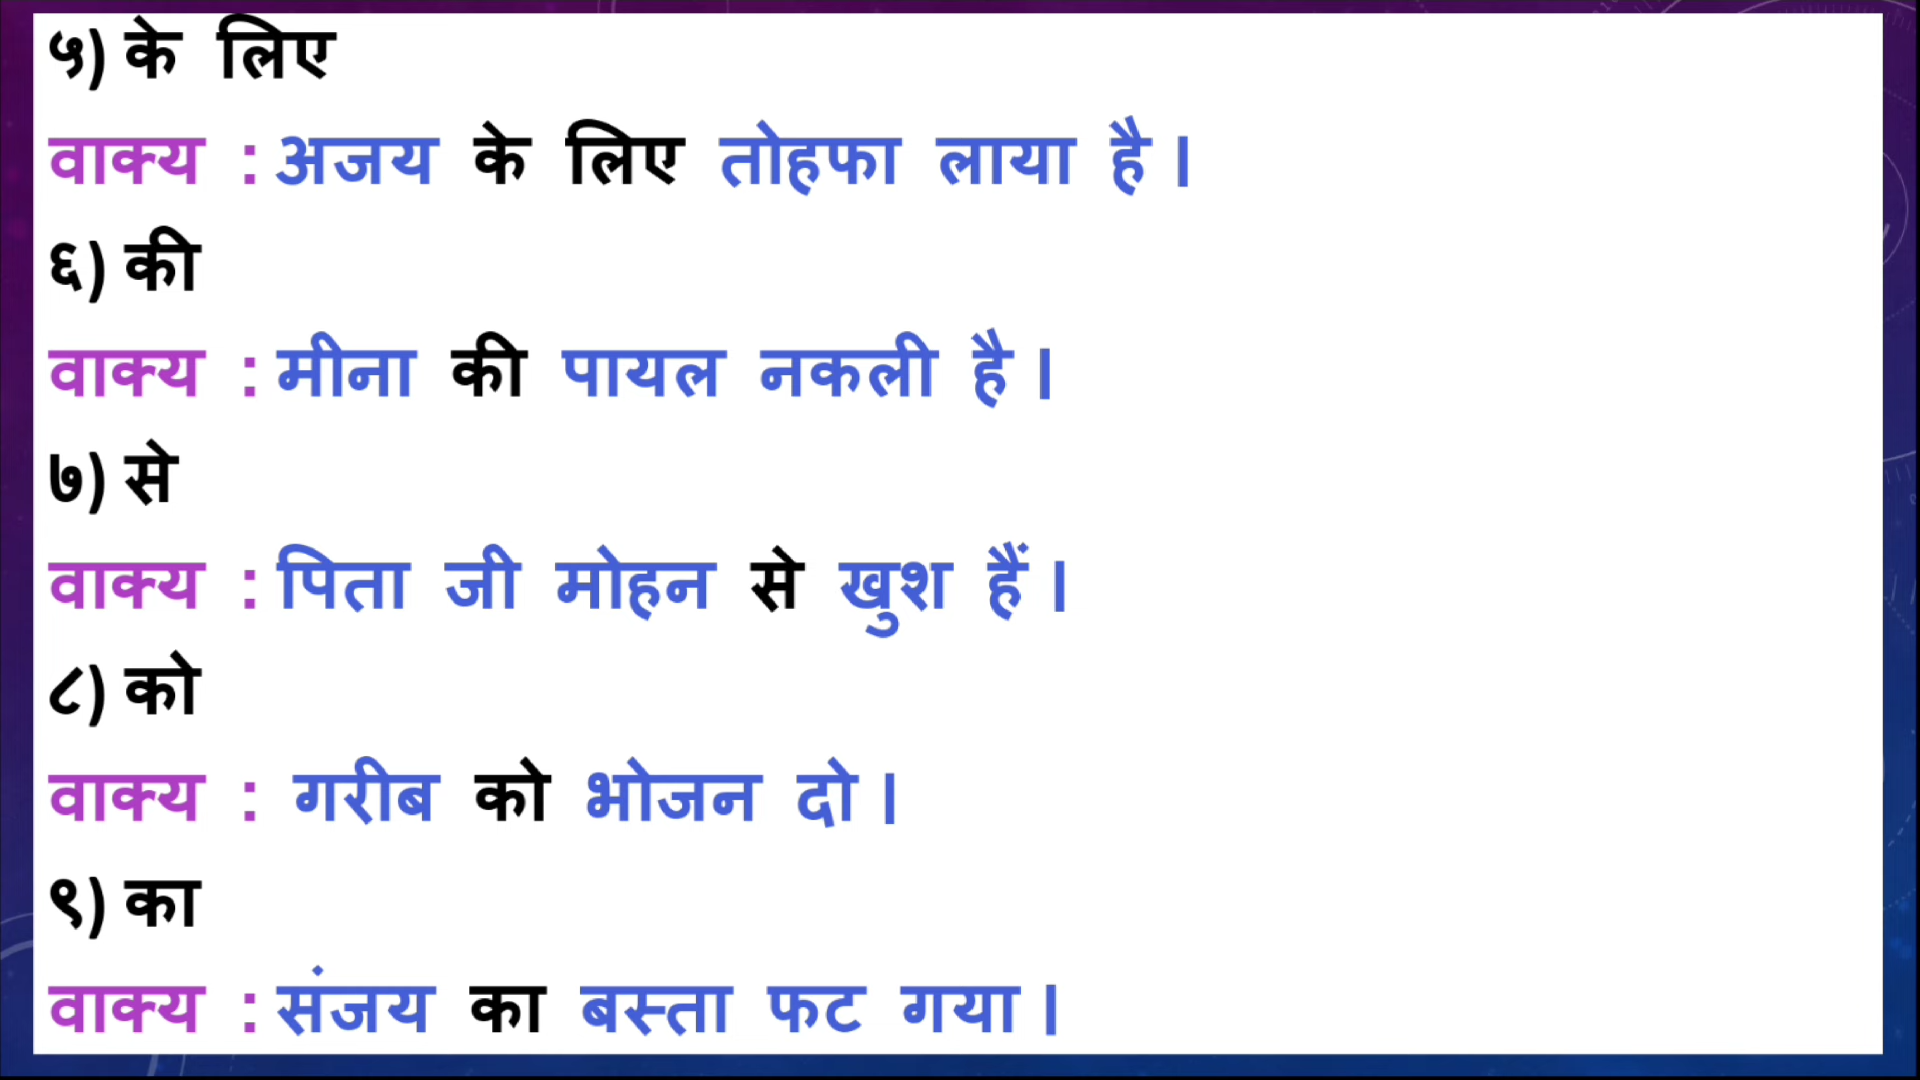 ५) के लिए
वाक्य : अजय के लिए तोहफा लाया है ।
६) की
वाक्य : मीना की पायल नकली है ।
७) से
वाक्य : पिता जी मोहन से खुश हैं ।
८) को
वाक्य : गरीब को भोजन दो ।
९) का
वाक्य : संजय का बस्ता फट गया ।